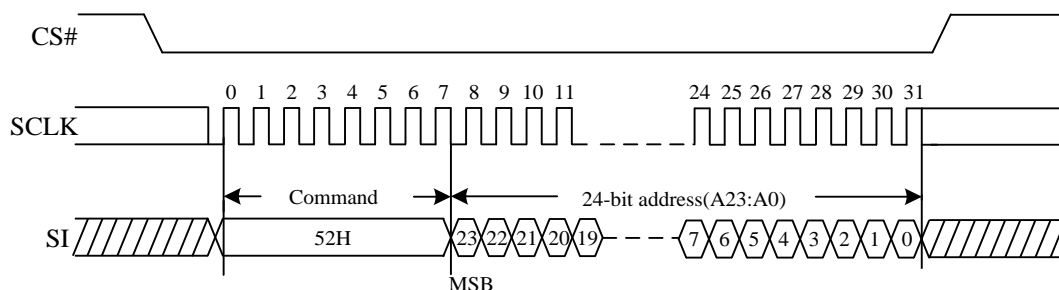 CS#
0 1 2 3 4 5 6 7 8 9 10 11 24 25 26 27 28 29 30 31
SCLK
Command 24-bit address(A23:A0)
SI 52H 23 22 21 20 19 7 6 5 4 3 2 1 0
MSB